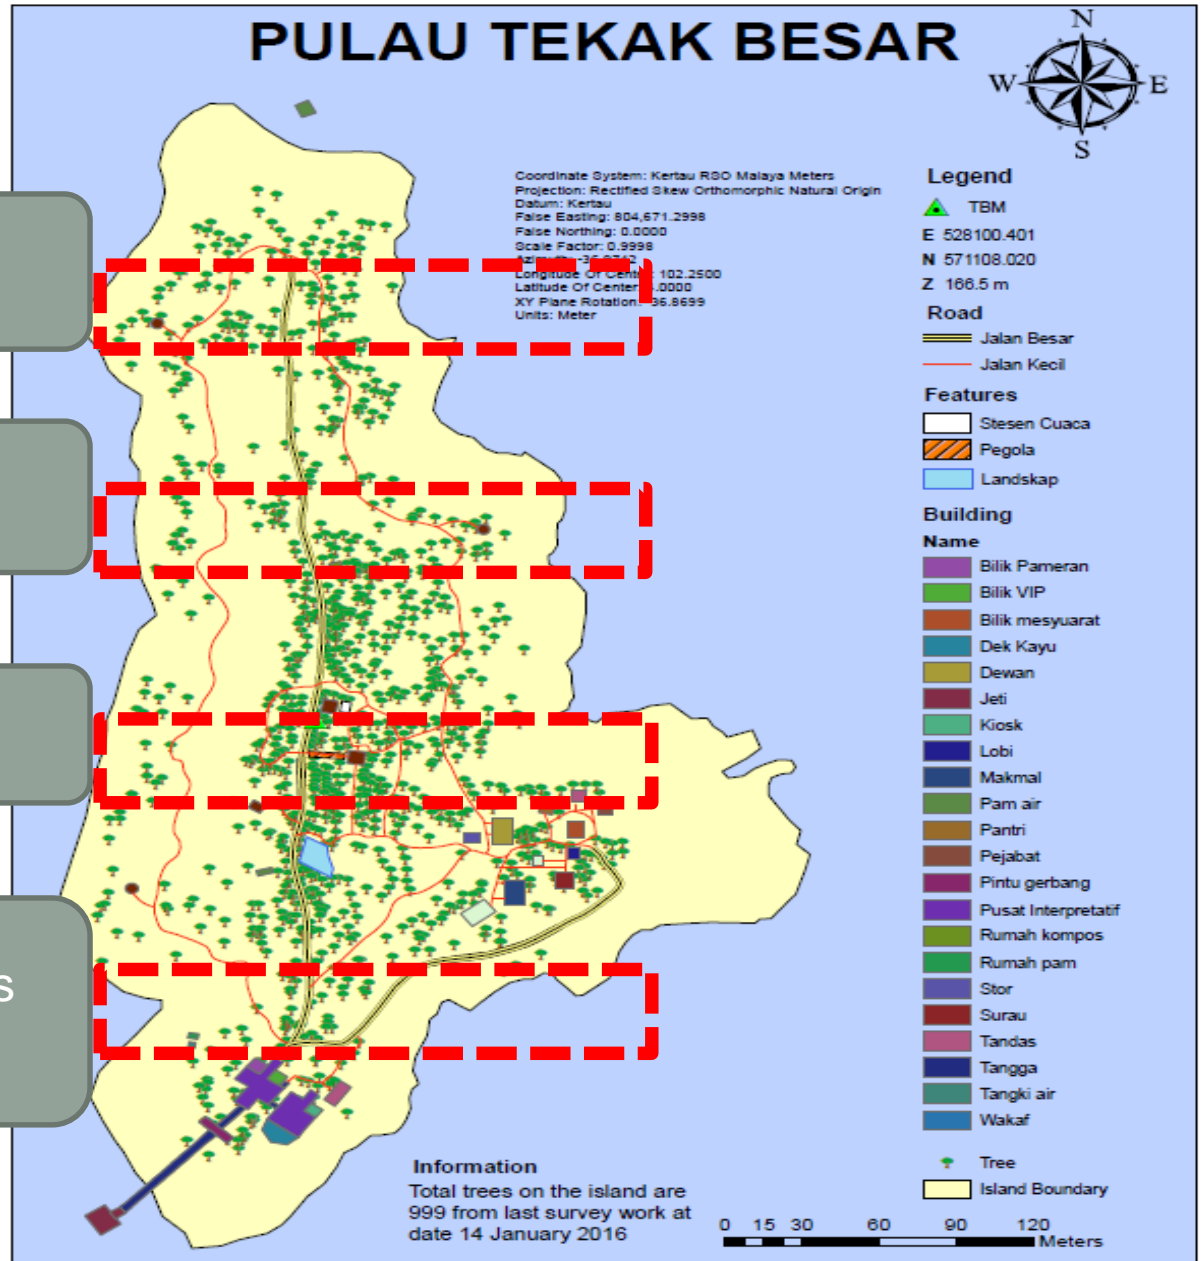 PULAU TEKAK BESAR
N
W
E
S
Coordinate System: Kertau RSO Malaya Meters
Projection: Rectified Skew Orthomorphic Natural Origin
Datum: Kertau
False Easting: 804,671.2998
False Northing: 0.0000
Scale Factor: 0.9998
Longitude Of Center: 102.2500
Latitude Of Center:
XY Plane Rotation:
Units: Meter
Legend
TBM
E 528100.401
N 571108.020
Z 166.5 m
Road
Jalan Besar
Jalan Kecil
Features
Stesen Cuaca
Pegola
Landskap
Building
Name
Bilik Pameran
Bilik VIP
Bilik mesyuarat
Dek Kayu
Dewan
Jeti
Kiosk
Lobi
Makmal
Pam air
Pantri
Pejabat
Pintu gerbang
Pusat Interpretatif
Rumah kompos
Rumah pam
Stor
Surau
Tandas
Tangga
Tangki air
Wakaf
Tree
Island Boundary
s
Information
Total trees on the island are
999 from last survey work at
date 14 January 2016
0 15 30 60 90 120
Meters